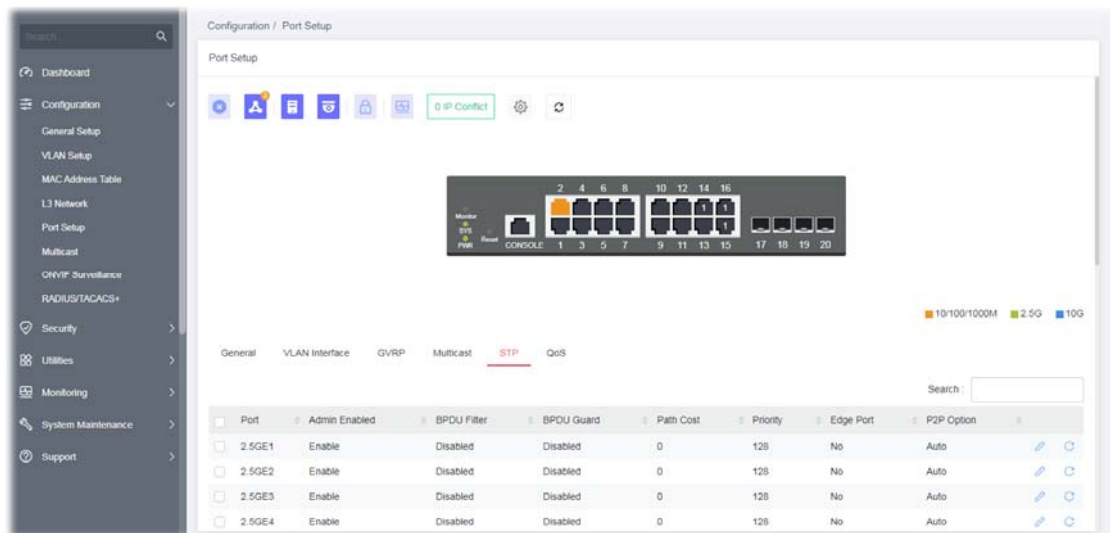 Search...
Configuration / Port Setup
Port Setup
Dashboard
Configuration
General Setup
VLAN Setup
MAC Address Table
L3 Network
Port Setup
Multicast
ONVIF Surveillance
RADIUS/TACACS+
Security
Utilities
Monitoring
System Maintenance
Support
0 IP Conflict
2 4 6 8 10 12 14 16
Monitor
SYS
PWR
Reset
CONSOLE
1 1
1
1 3 5 7 9 11 13 15 17 18 19 20
10/100/1000M 2.5G 10G
General VLAN Interface GVRP Multicast STP QoS
Search :
Port Admin Enabled BPDU Filter BPDU Guard Path Cost Priority Edge Port P2P Option
2.5GE1 Enable Disabled Disabled 0 128 No Auto
2.5GE2 Enable Disabled Disabled 0 128 No Auto
2.5GE3 Enable Disabled Disabled 0 128 No Auto
2.5GE4 Enable Disabled Disabled 0 128 No Auto